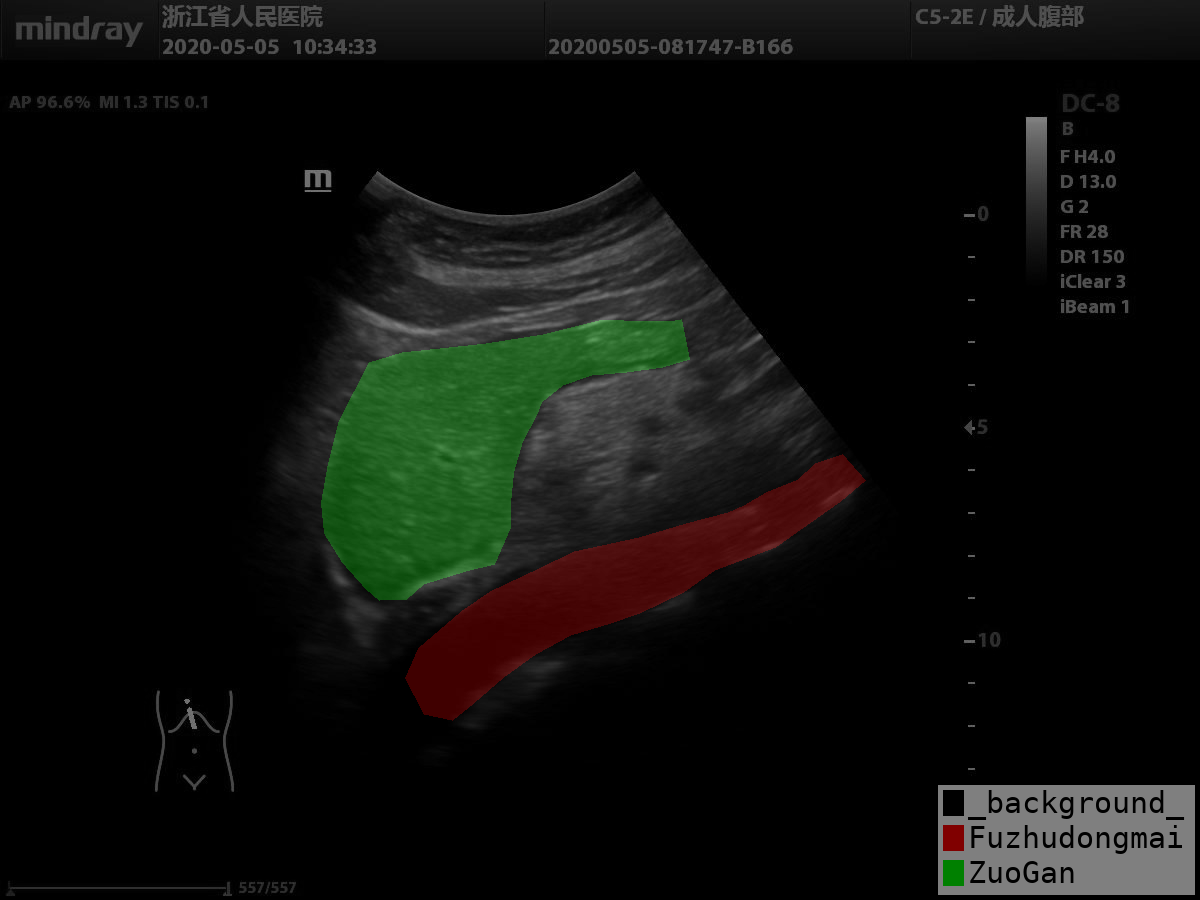 mindray
浙江省人民医院
2020-05-05 10:34:33
20200505-081747-B166
C5-2E / 成人腹部
AP 96.6% MI 1.3 TIS 0.1
m
DC-8
B
F H4.0
D 13.0
G 2
FR 28
DR 150
iClear 3
iBeam 1
0
5
10
557/557
_background_
Fuzhudongmai
ZuoGan